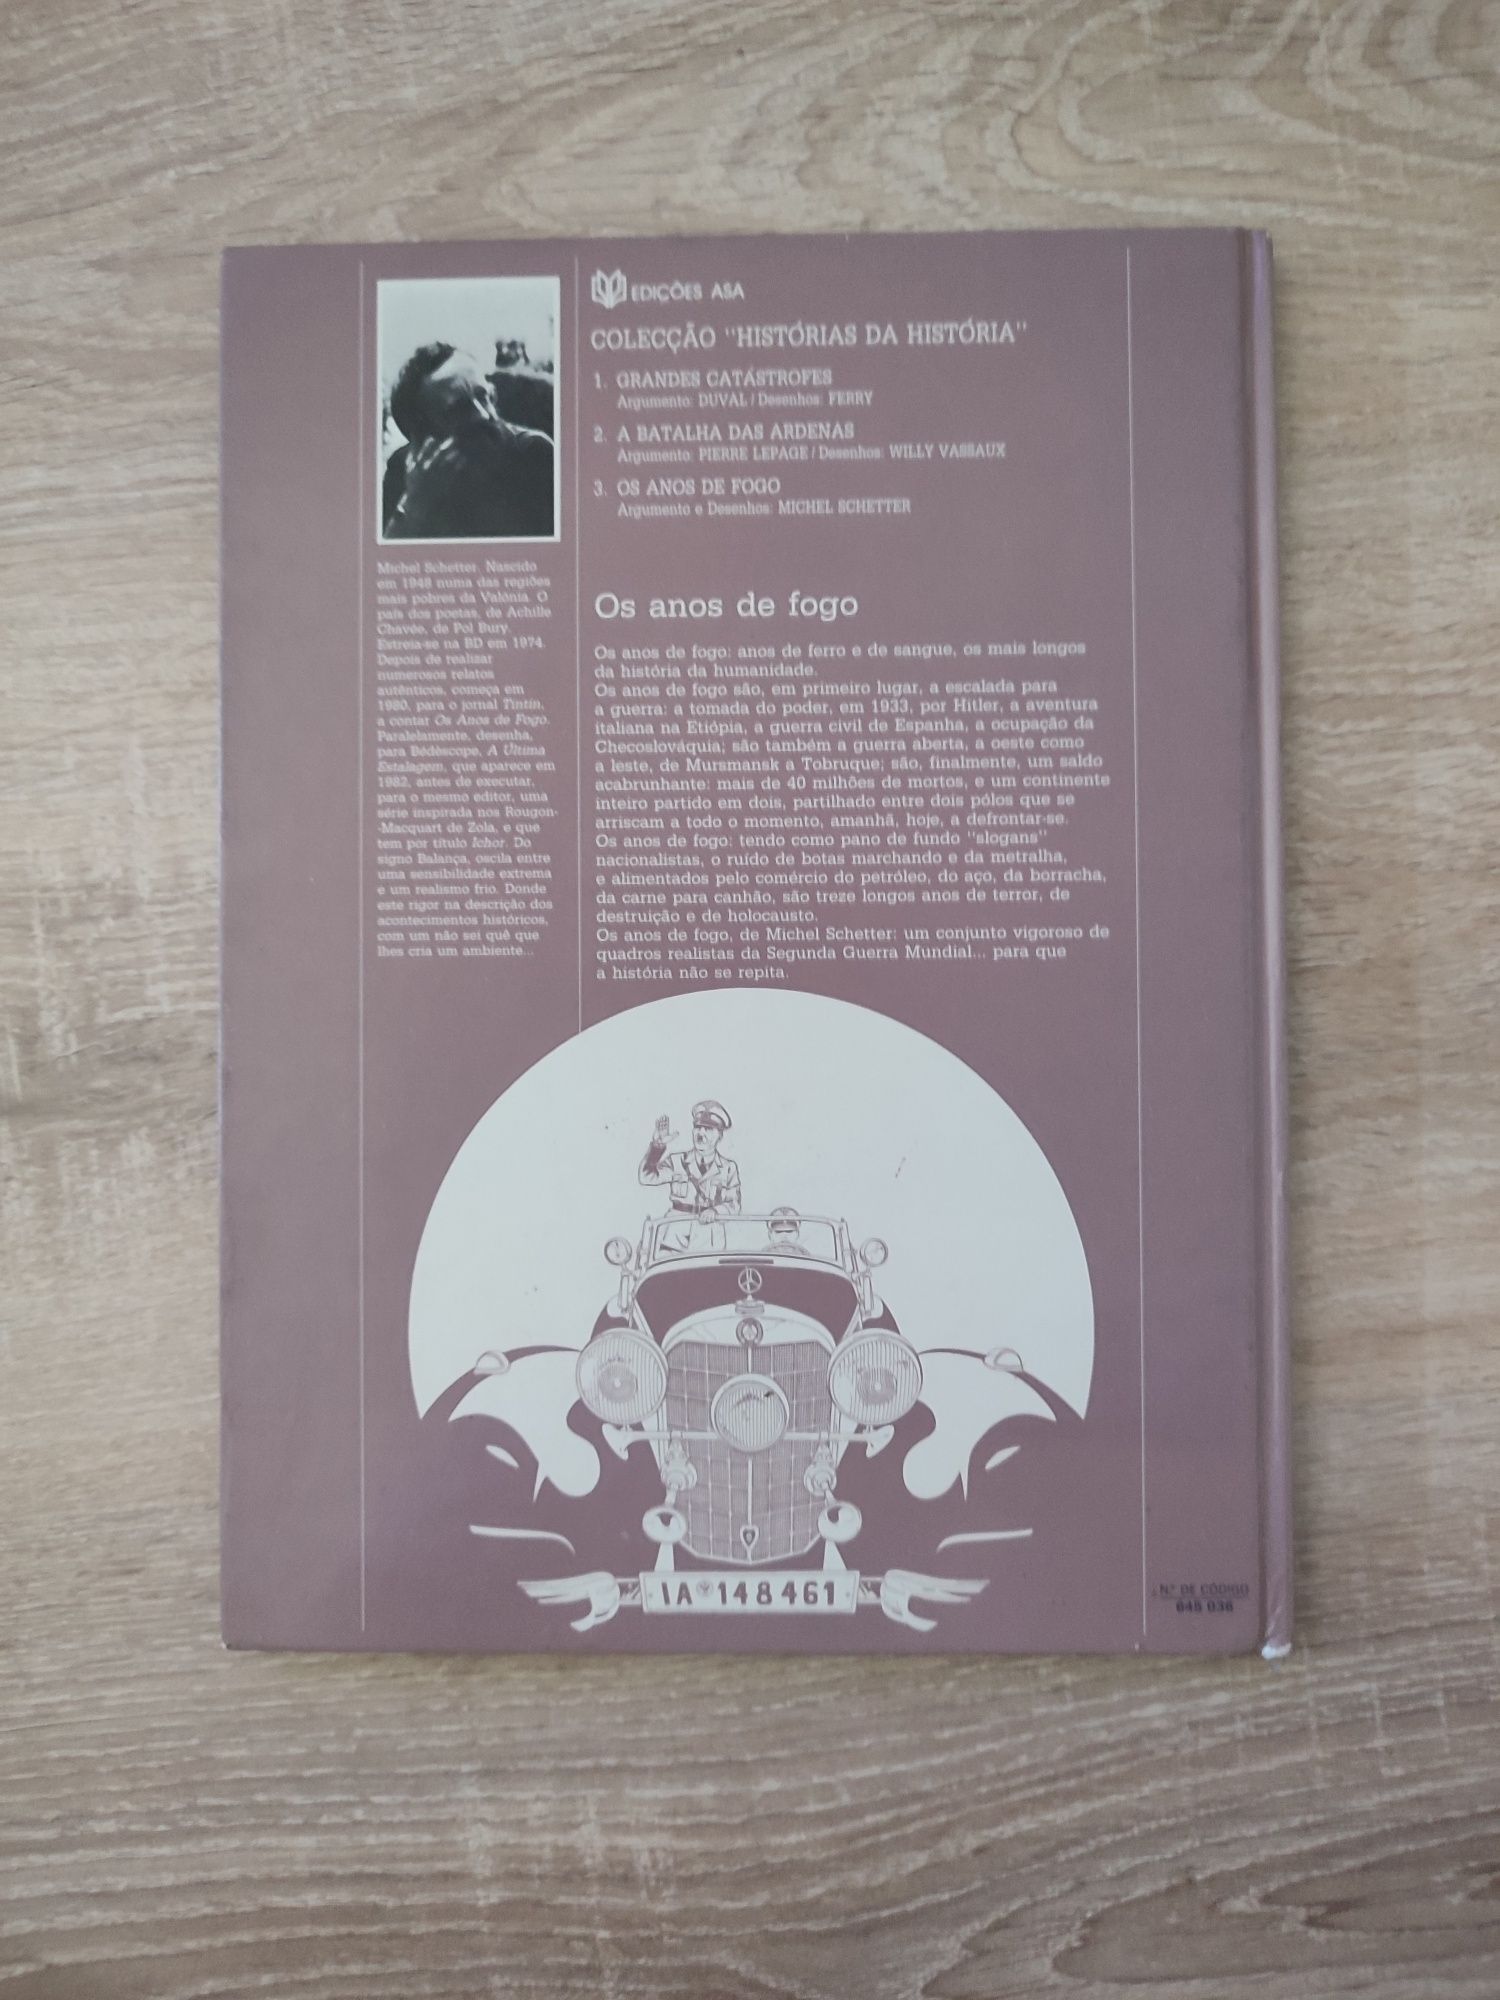 EDIÇÕES ASA
COLECÇÃO "HISTÓRIAS DA HISTÓRIA"
1. GRANDES CATÁSTROFES
Argumento: DUVAL / Desenhos: FERRY
2. A BATALHA DAS ARDENAS
Argumento: PIERRE LEPAGE / Desenhos: WILLY VASSAUX
3. OS ANOS DE FOGO
Argumento e Desenhos: MICHEL SCHETTER
Michel Schetter. Nascido
em 1948 numa das regiões
mais pobres da Valónia. O
país dos poetas, de Achille
Chavée, de Pol Bury.
Estreia-se na BD em 1974.
Depois de realizar
numerosos relatos
autênticos, começa em
1980, para o jornal Tintin,
a contar Os Anos de Fogo.
Paralelamente, desenha,
para Bédéscope, A Última
Estalagem, que aparece em
1982, antes de executar,
para o mesmo editor, uma
série inspirada nos Rougon-
-Macquart de Zola, e que
tem por título Ichor. Do
signo Balança, oscila entre
uma sensibilidade extrema
e um realismo frio. Donde
este rigor na descrição dos
acontecimentos históricos,
com um não sei quê que
lhes cria um ambiente...
Os anos de fogo
Os anos de fogo: anos de ferro e de sangue, os mais longos
da história da humanidade.
Os anos de fogo são, em primeiro lugar, a escalada para
a guerra: a tomada do poder, em 1933, por Hitler, a aventura
italiana na Etiópia, a guerra civil de Espanha, a ocupação da
Checoslováquia; são também a guerra aberta, a oeste como
a leste, de Mursmansk a Tobruque; são, finalmente, um saldo
acabrunhante: mais de 40 milhões de mortos, e um continente
inteiro partido em dois, partilhado entre dois pólos que se
arriscam a todo o momento, amanhã, hoje, a defrontar-se.
Os anos de fogo: tendo como pano de fundo "slogans"
nacionalistas, o ruído de botas marchando e da metralha,
e alimentados pelo comércio do petróleo, do aço, da borracha,
da carne para canhão, são treze longos anos de terror, de
destruição e de holocausto.
Os anos de fogo, de Michel Schetter: um conjunto vigoroso de
quadros realistas da Segunda Guerra Mundial... para que
a história não se repita.
IA 148461
N.º DE CÓDIGO
645 036